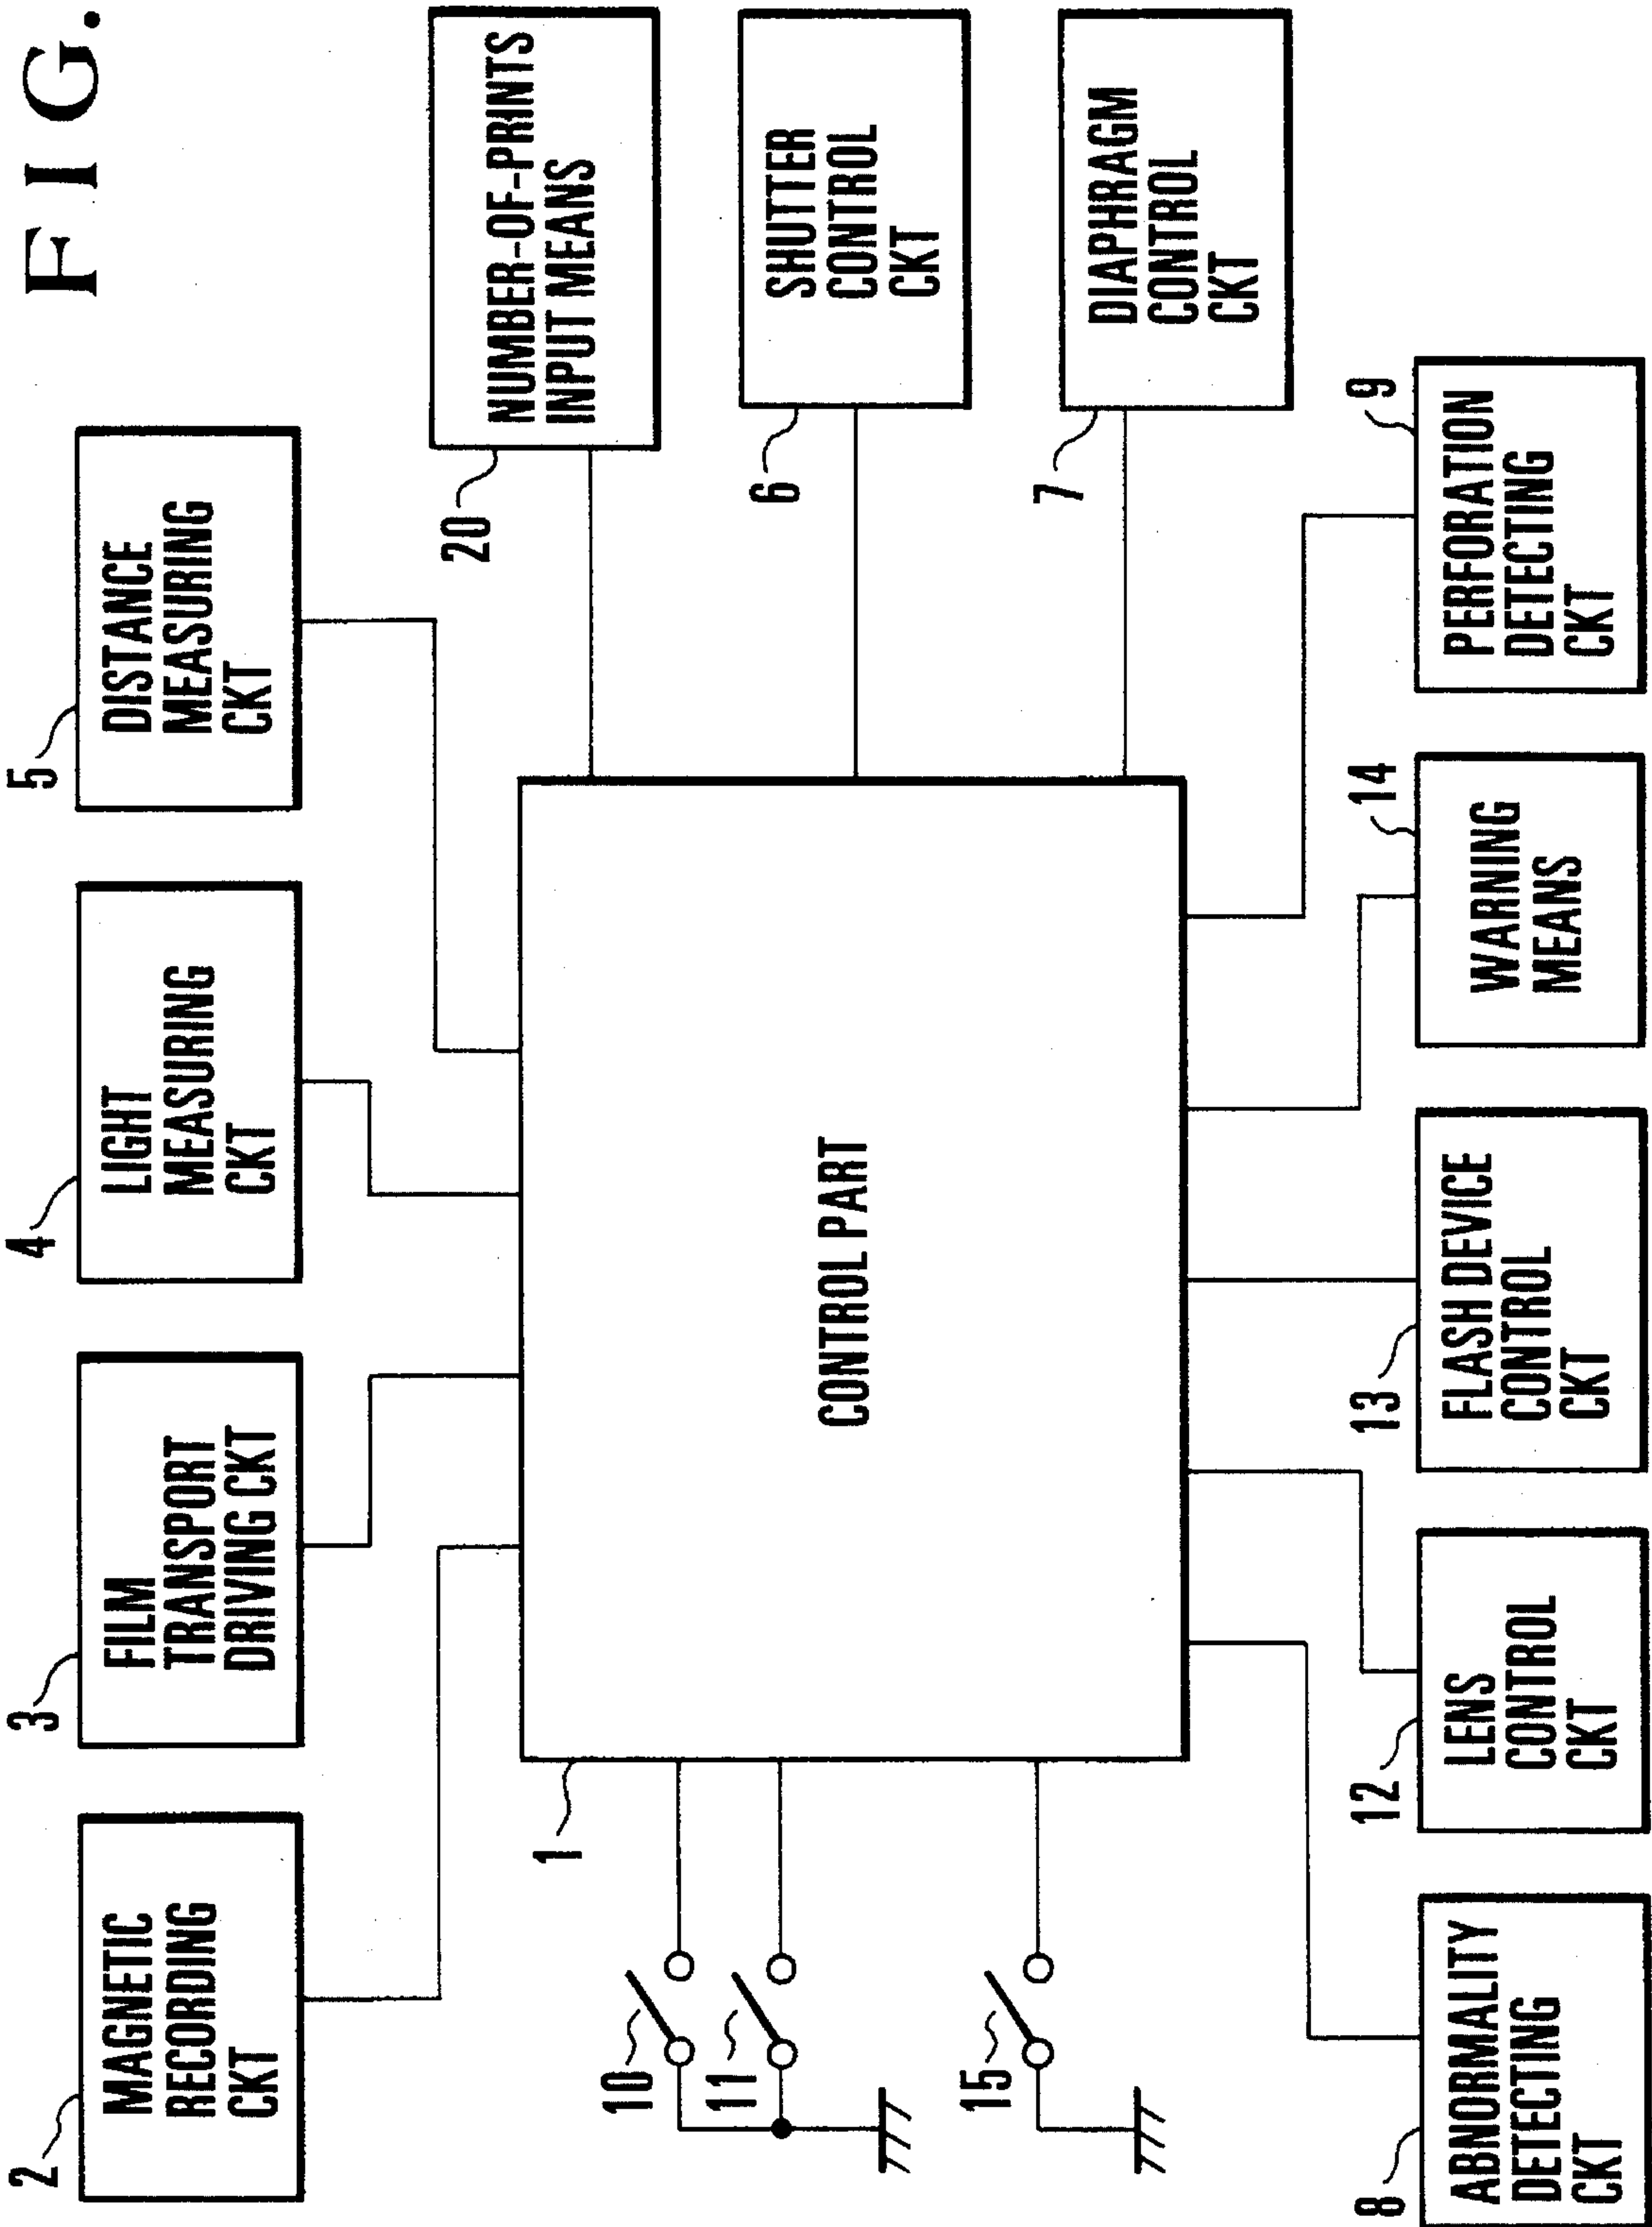 FIG.
2
MAGNETIC
RECORDING
CKT
3
FILM
TRANSPORT
DRIVING CKT
4
LIGHT
MEASURING
CKT
5
DISTANCE
MEASURING
CKT
20
NUMBER-OF-PRINTS
INPUT MEANS
6
SHUTTER
CONTROL
CKT
7
DIAPHRAGM
CONTROL
CKT
1
CONTROL PART
10
11
15
8
ABNORMALITY
DETECTING
CKT
12
LENS
CONTROL
CKT
13
FLASH DEVICE
CONTROL
CKT
14
WARNING
MEANS
9
PERFORATION
DETECTING
CKT